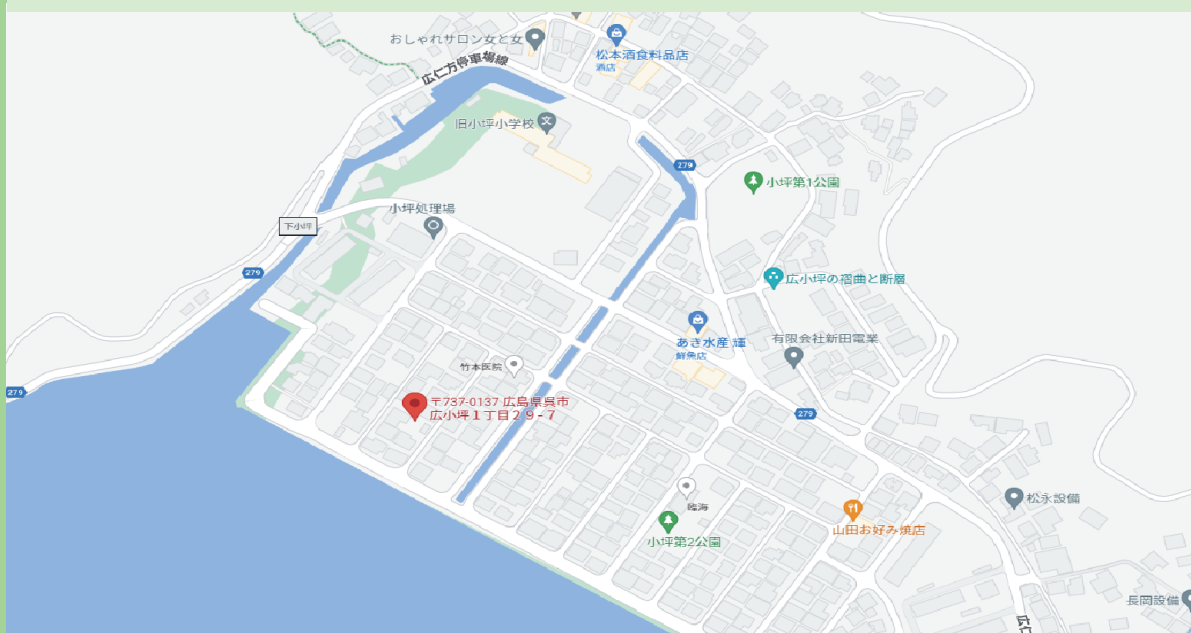 おしゃれサロン女と女
松本酒食料品店
酒店
広仁方停車場線
旧小坪小学校
279
小坪第1公園
小坪処理場
下小坪
279
広小坪の褶曲と断層
あき水産 輝
鮮魚店
有限会社新田電業
竹本医院
279
〒737-0137 広島県呉市
広小坪1丁目29-7
279
臨海
松永設備
山田お好み焼店
小坪第2公園
長岡設備
広仁